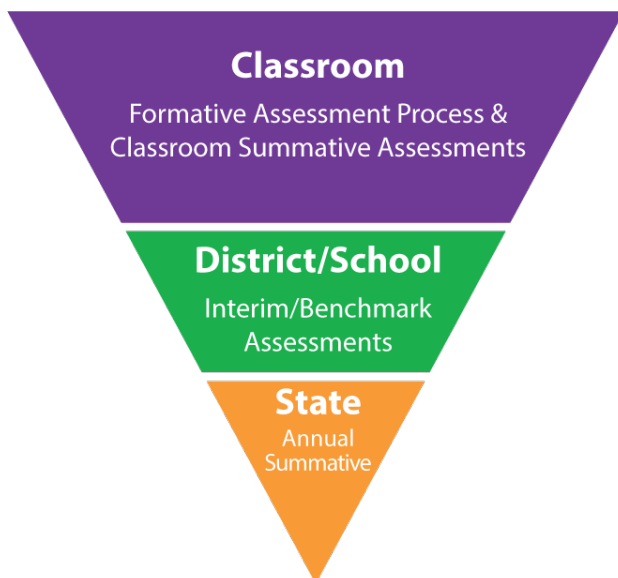 Classroom
Formative Assessment Process &
Classroom Summative Assessments
District/School
Interim/Benchmark
Assessments
State
Annual
Summative